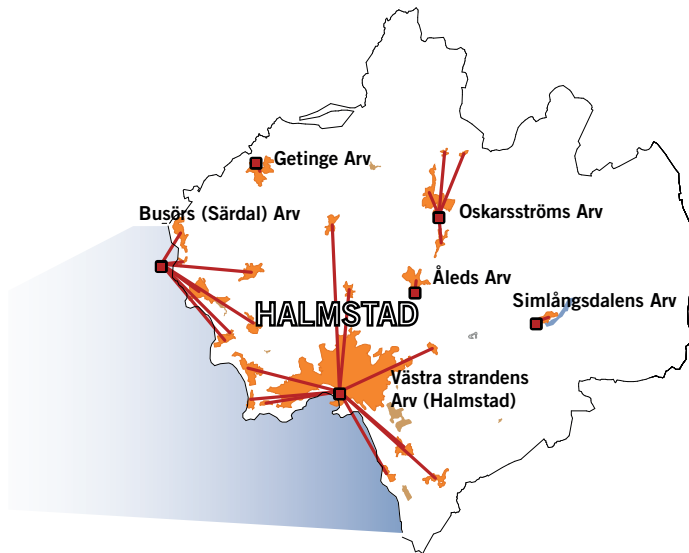 Getinge Arv
Busörs (Särdal) Arv
Oskarsströms Arv
Åleds Arv
Simlångsdalens Arv
HALMSTAD
Västra strandens
Arv (Halmstad)